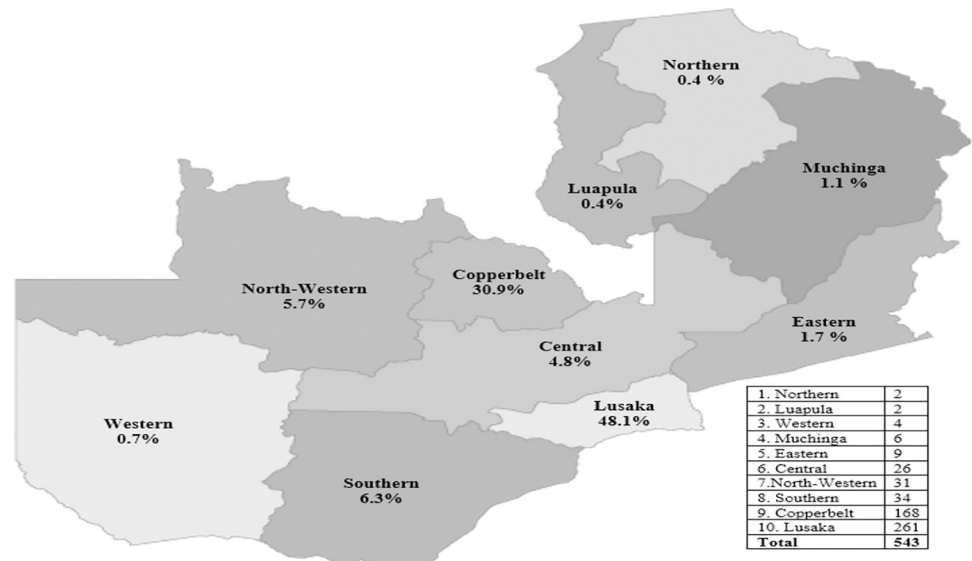 Northern
0.4 %
Muchinga
1.1 %
Luapula
0.4%
Copperbelt
30.9%
North-Western
5.7%
Eastern
1.7 %
Central
4.8%
Lusaka
48.1%
Western
0.7%
Southern
6.3%
1. Northern 2
2. Luapula 2
3. Western 4
4. Muchinga 6
5. Eastern 9
6. Central 26
7.North-Western 31
8. Southern 34
9. Copperbelt 168
10. Lusaka 261
Total 543